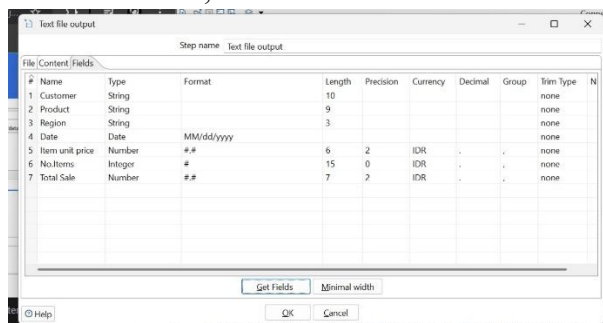 Text file output
Step name Text file output
File Content Fields
# Name Type Format Length Precision Currency Decimal Group Trim Type N
1 Customer String 10 none
2 Product String 9 none
3 Region String 3 none
4 Date Date MM/dd/yyyy none
5 Item unit price Number #.# 6 2 IDR . , none
6 No.Items Integer # 15 0 IDR . , none
7 Total Sale Number #.# 7 2 IDR . , none
Get Fields Minimal width
Help OK Cancel